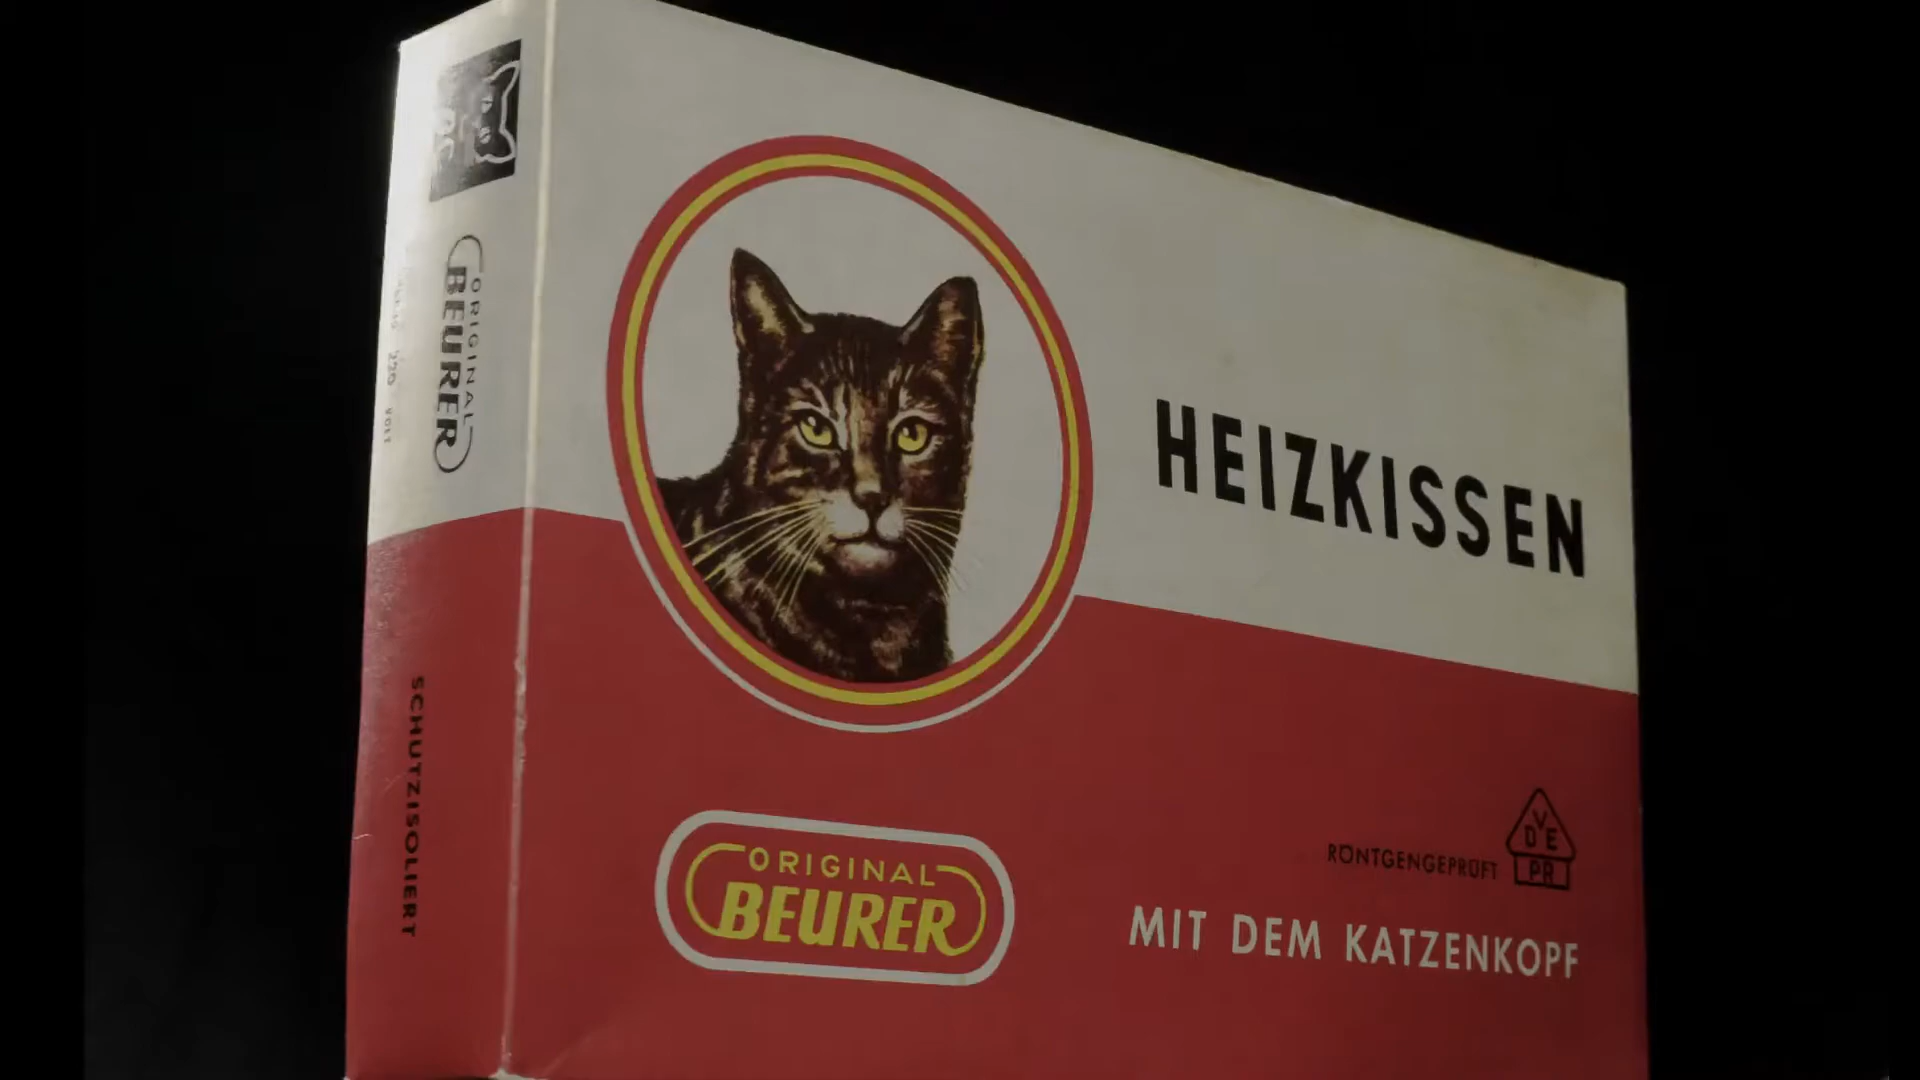 ORIGINAL
BEURER
220 VOLT
SCHUTZISOLIERT
HEIZKISSEN
ORIGINAL
BEURER
RÖNTGENGEPRÜFT
VDE
PR
MIT DEM KATZENKOPF